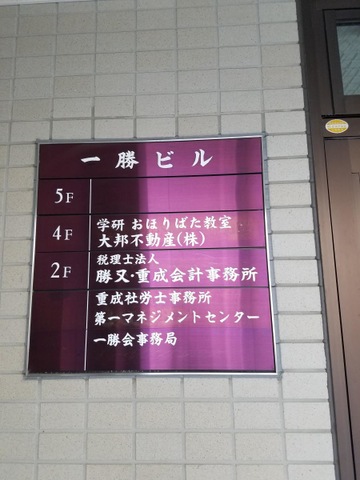 一勝ビル
5F
4F 学研 おほりばた教室
大邦不動産(株)
2F 税理士法人
勝又・重成会計事務所
重成社労士事務所
第一マネジメントセンター
一勝会事務局